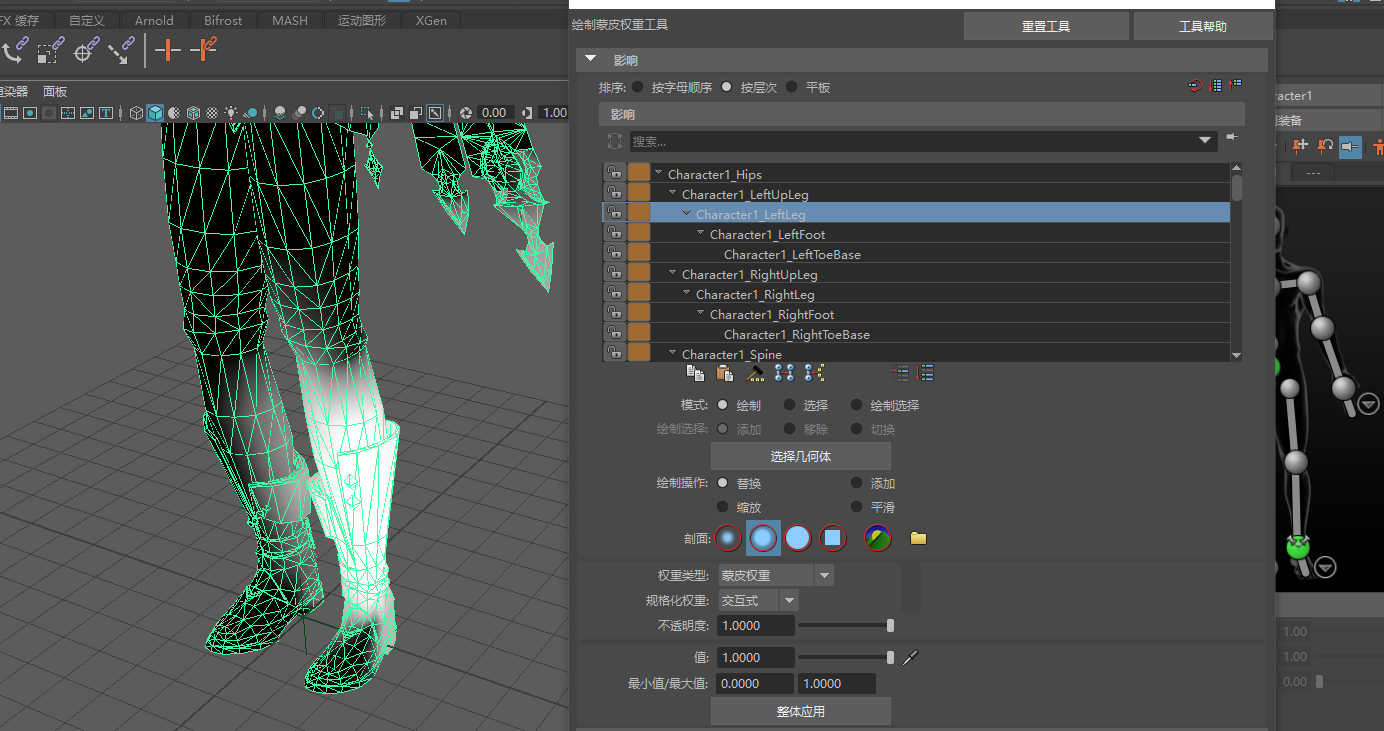 FX 缓存 自定义 Arnold Bifrost MASH 运动图形 XGen
渲染器 面板
0.00 1.00
绘制蒙皮权重工具 重置工具 工具帮助
影响
排序: 按字母顺序 按层次 平板
影响
搜索...
Character1_Hips
Character1_LeftUpLeg
Character1_LeftLeg
Character1_LeftFoot
Character1_LeftToeBase
Character1_RightUpLeg
Character1_RightLeg
Character1_RightFoot
Character1_RightToeBase
Character1_Spine
模式: 绘制 选择 绘制选择
绘制选择: 添加 移除 切换
选择几何体
绘制操作: 替换 添加
缩放 平滑
剖面:
权重类型: 蒙皮权重
规格化权重: 交互式
不透明度: 1.0000
值: 1.0000
最小值/最大值: 0.0000 1.0000
整体应用
racter1
装备
---
1.00
1.00
0.00